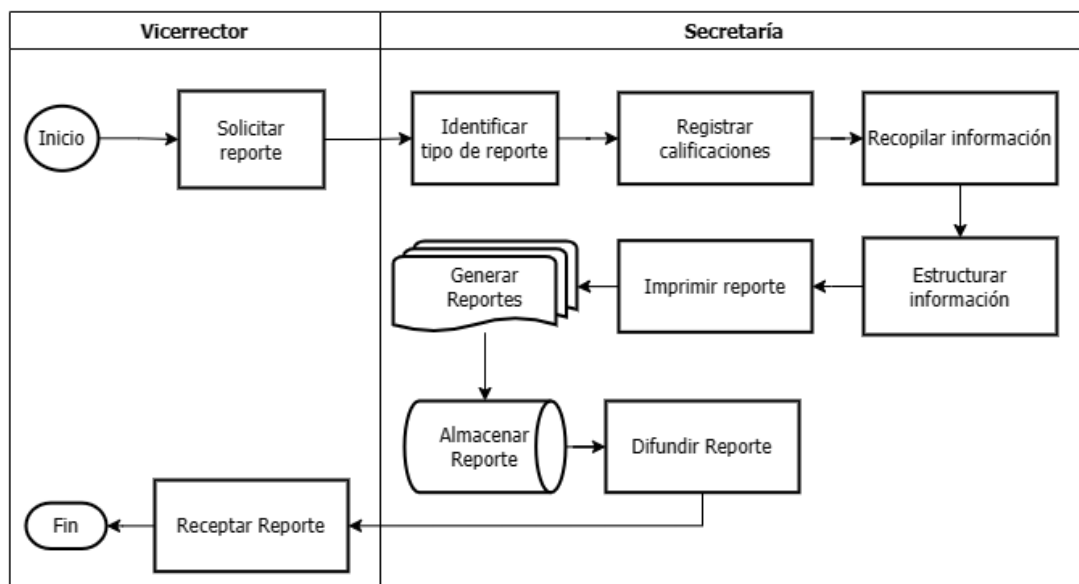 Vicerrector
Secretaría
Inicio
Solicitar
reporte
Identificar
tipo de reporte
Registrar
calificaciones
Recopilar información
Estructurar
información
Imprimir reporte
Generar
Reportes
Almacenar
Reporte
Difundir Reporte
Receptar Reporte
Fin